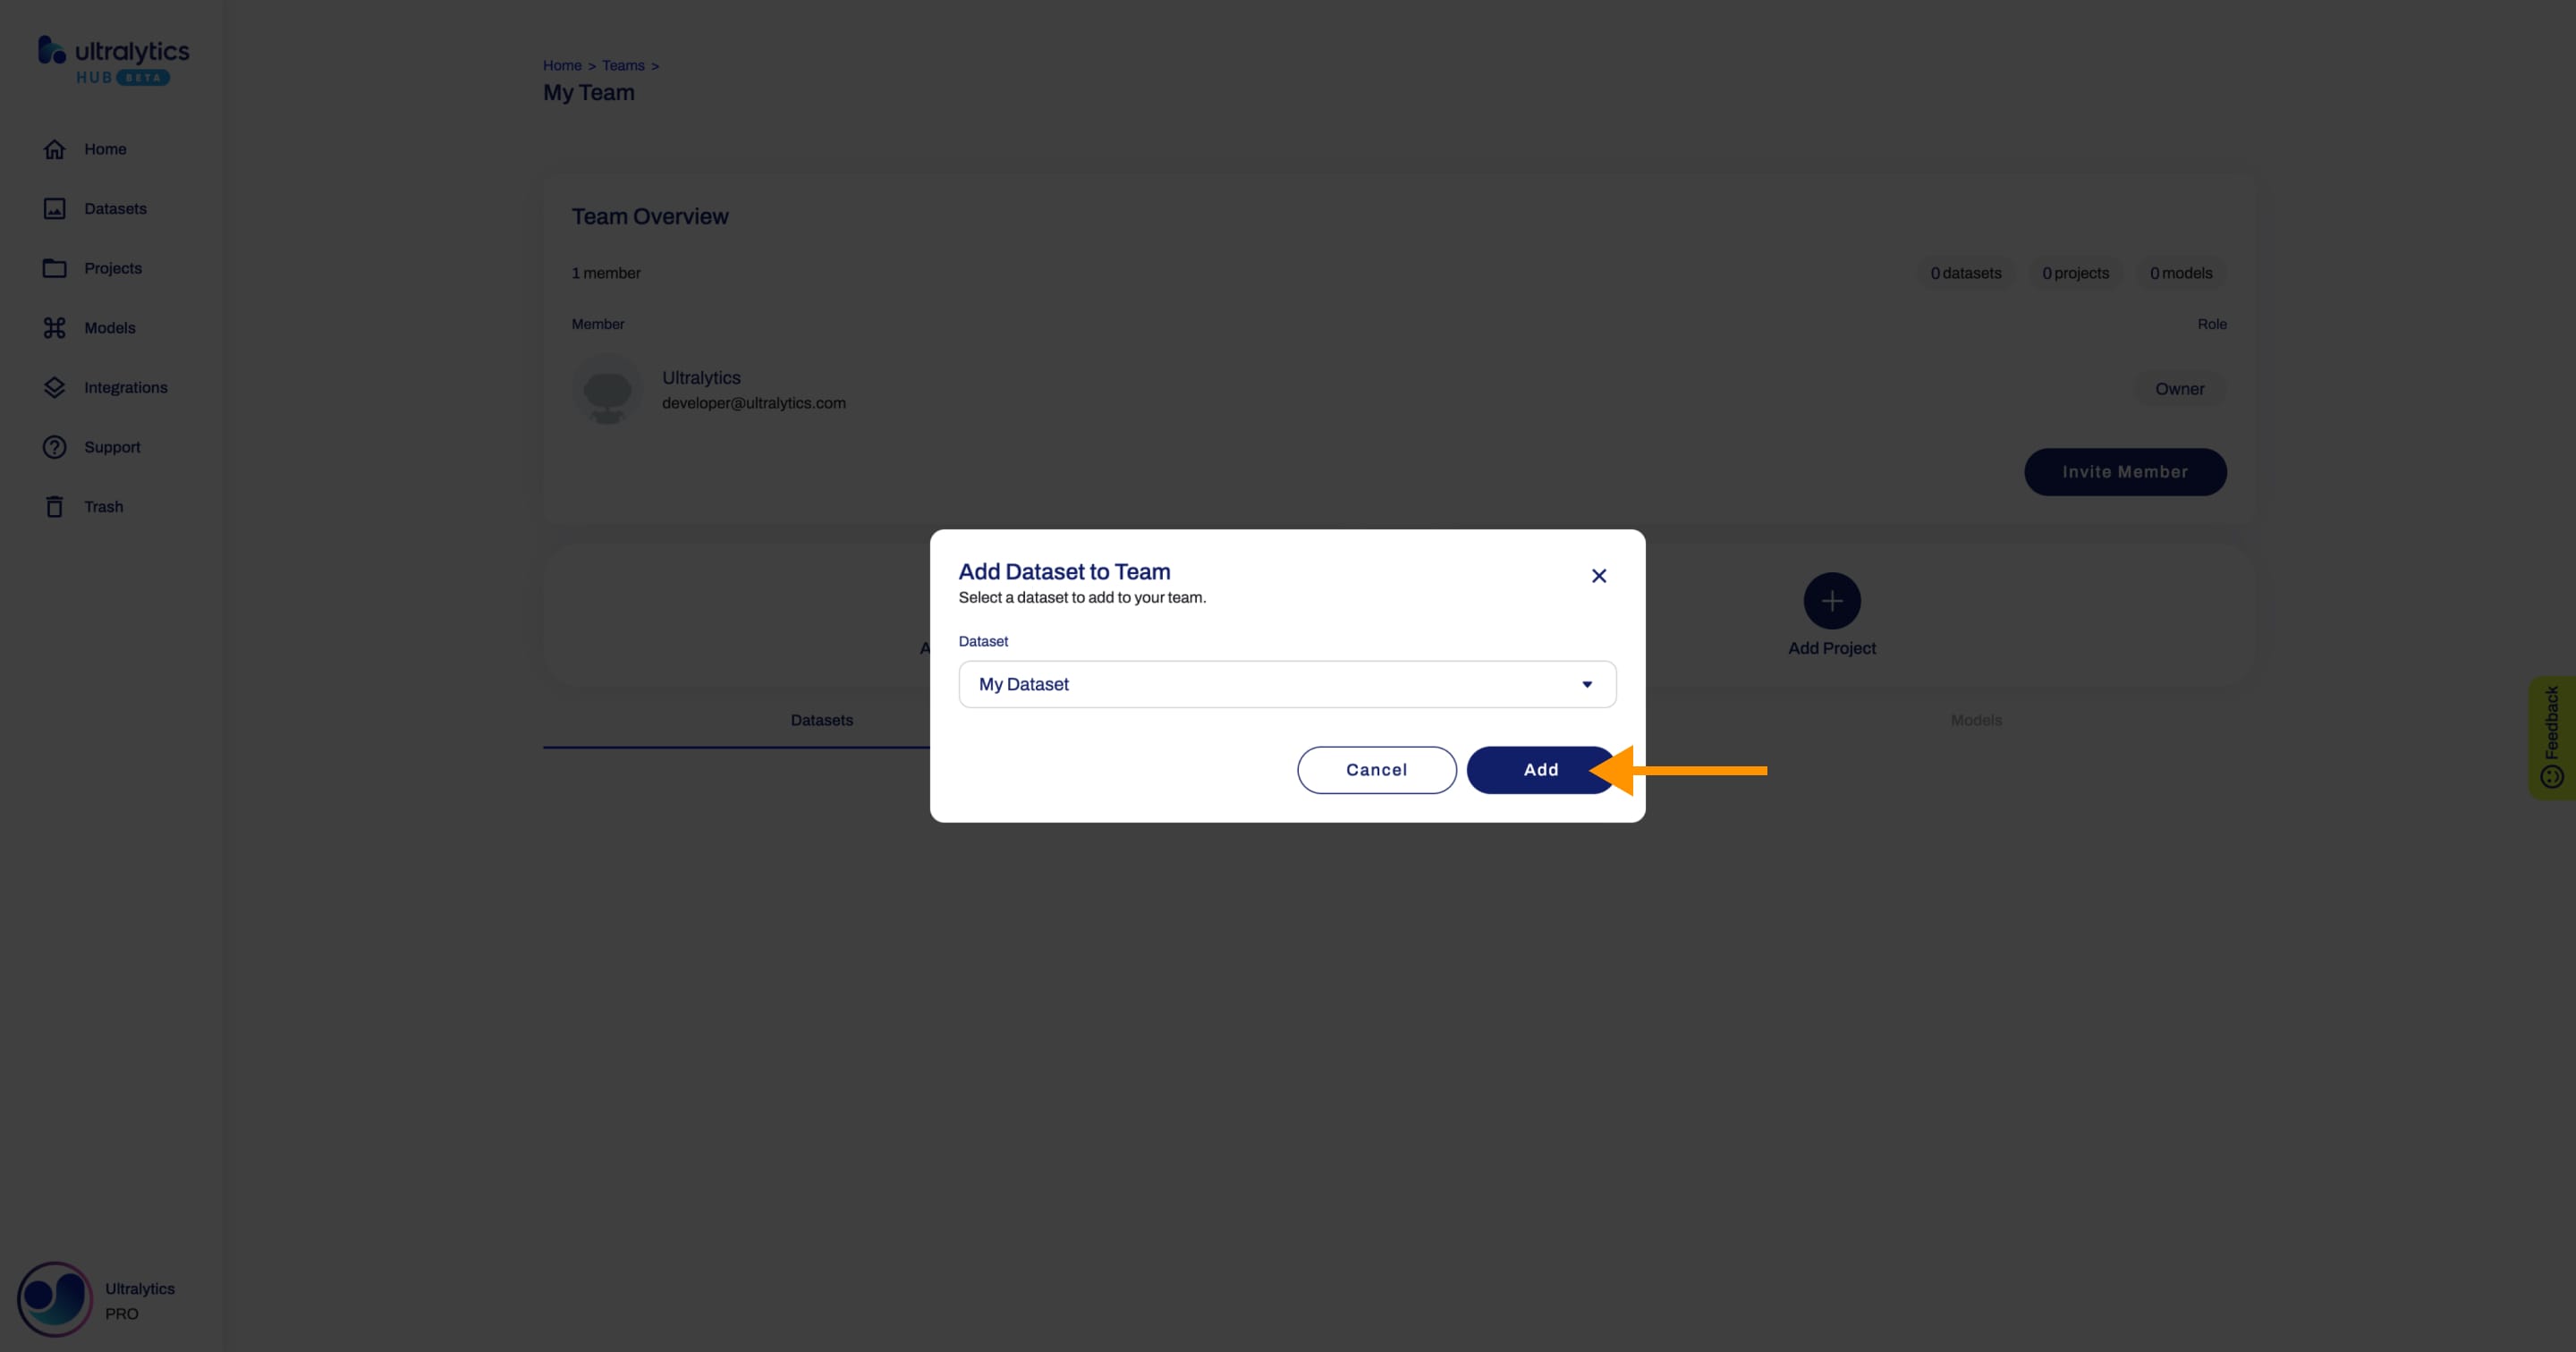 ultralytics
HUB BETA
Home
Datasets
Projects
Models
Integrations
Support
Trash
Home > Teams >
My Team
Team Overview
1 member
0 datasets
0 projects
0 models
Member
Role
Ultralytics
developer@ultralytics.com
Owner
Invite Member
Add Dataset to Team
Select a dataset to add to your team.
Dataset
My Dataset
Cancel
Add
A
Add Project
Datasets
Models
Feedback
Ultralytics
PRO